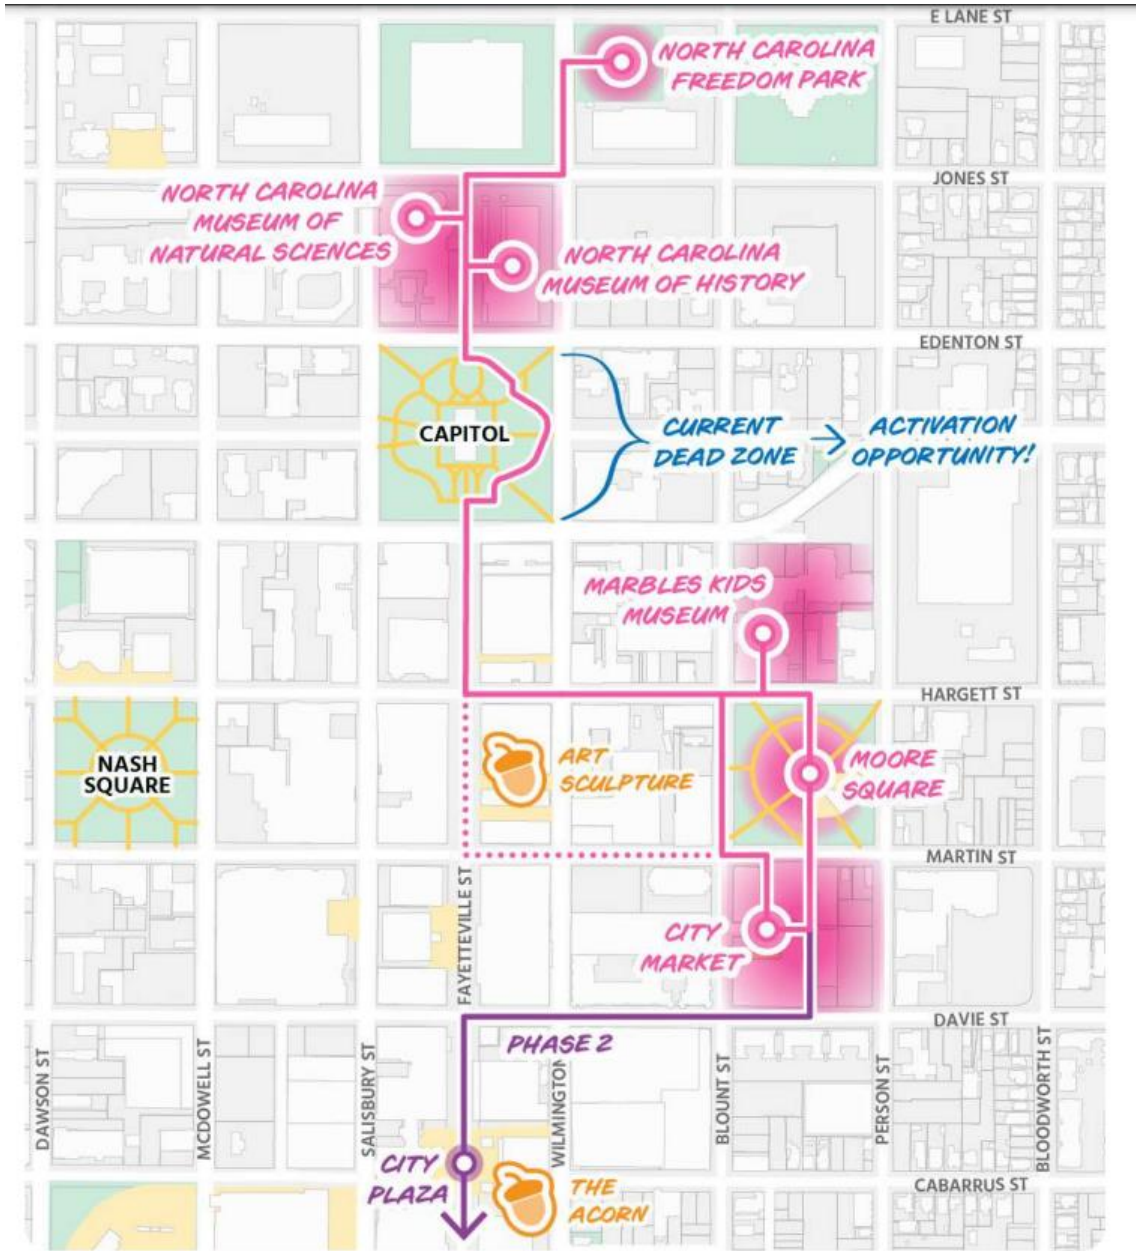 E LANE ST
NORTH CAROLINA
FREEDOM PARK
JONES ST
NORTH CAROLINA
MUSEUM OF
NATURAL SCIENCES
NORTH CAROLINA
MUSEUM OF HISTORY
EDENTON ST
CAPITOL
CURRENT
DEAD ZONE
ACTIVATION
OPPORTUNITY!
MARBLES KIDS
MUSEUM
HARGETT ST
NASH
SQUARE
ART
SCULPTURE
MOORE
SQUARE
MARTIN ST
FAYETTEVILLE ST
CITY
MARKET
DAVIE ST
PHASE 2
DAWSON ST
MCDOWELL ST
SALISBURY ST
WILMINGTON
BLOUNT ST
PERSON ST
BLOODWORTH ST
CITY
PLAZA
THE
ACORN
CABARRUS ST